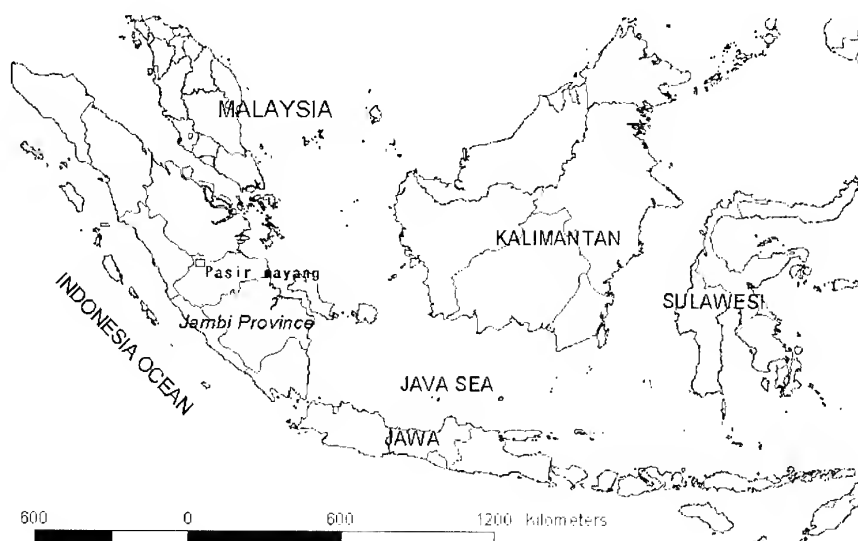 MALAYSIA
KALIMANTAN
Pasir mayang
SULAWESI
Jambi Province
INDONESIA OCEAN
JAVA SEA
JAWA
600 0 600 1200 Kilometers